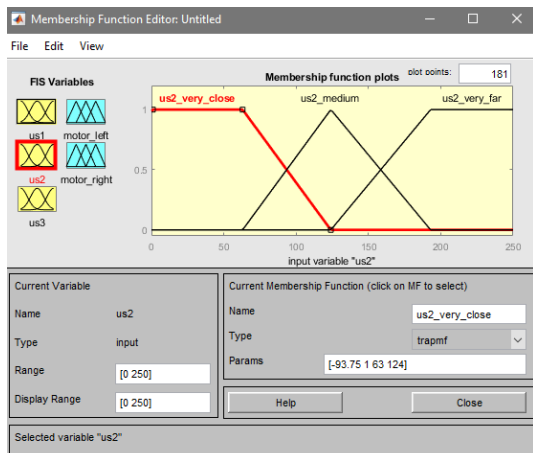 Membership Function Editor: Untitled
File Edit View
FIS Variables
us1 motor_left
us2 motor_right
us3
Membership function plots plot points: 181
us2_very_close us2_medium us2_very_far
1
0.5
0
0 50 100 150 200 250
input variable "us2"
Current Variable
Name us2
Type input
Range [0 250]
Display Range [0 250]
Current Membership Function (click on MF to select)
Name us2_very_close
Type trapmf
Params [-93.75 1 63 124]
Help Close
Selected variable "us2"